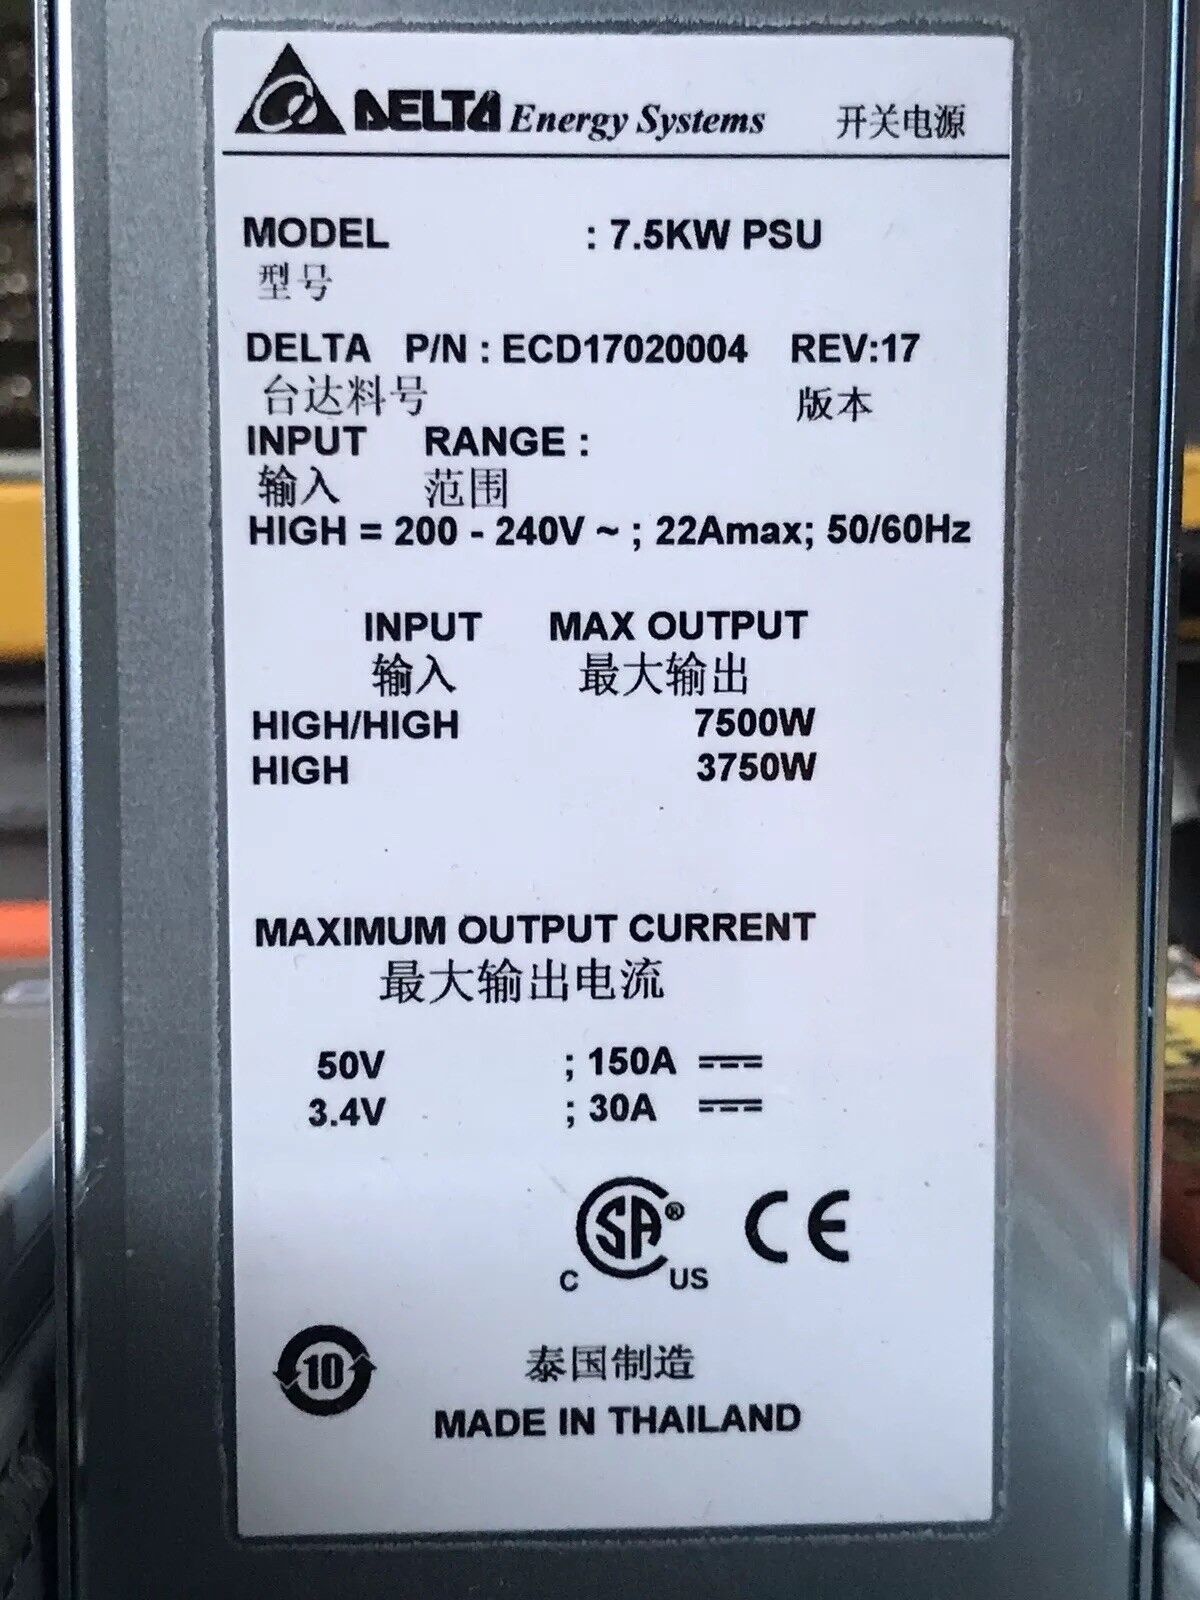 DELTA Energy Systems 开关电源
MODEL : 7.5KW PSU
型号
DELTA P/N : ECD17020004 REV:17
台达料号 版本
INPUT RANGE :
输入 范围
HIGH = 200 - 240V ~ ; 22Amax; 50/60Hz
INPUT MAX OUTPUT
输入 最大输出
HIGH/HIGH 7500W
HIGH 3750W
MAXIMUM OUTPUT CURRENT
最大输出电流
50V ; 150A ⎓
3.4V ; 30A ⎓
SA® CE
C US
10 泰国制造
MADE IN THAILAND